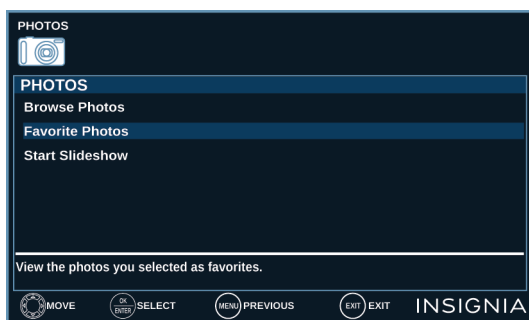 PHOTOS
PHOTOS
Browse Photos
Favorite Photos
Start Slideshow
View the photos you selected as favorites.
MOVE OK ENTER SELECT MENU PREVIOUS EXIT EXIT INSIGNIA